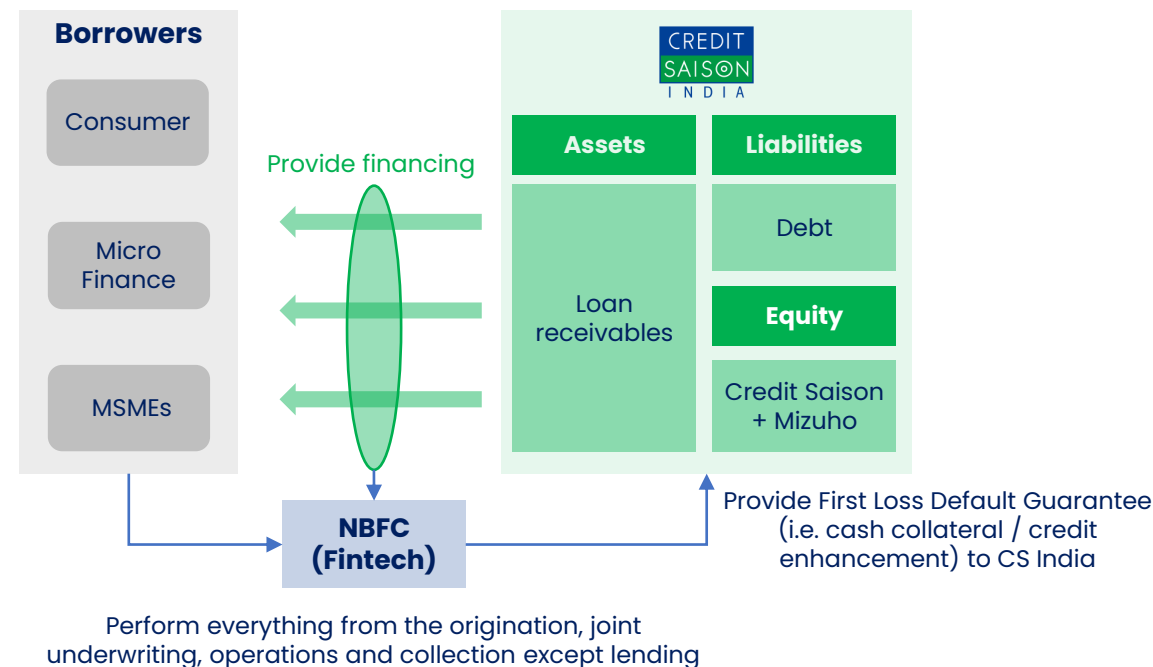 Borrowers
Consumer
Micro
Finance
MSMEs
Provide financing
CREDIT
SAISON
INDIA
Assets
Liabilities
Loan
receivables
Debt
Equity
Credit Saison
+ Mizuho
NBFC
(Fintech)
Provide First Loss Default Guarantee
(i.e. cash collateral / credit
enhancement) to CS India
Perform everything from the origination, joint
underwriting, operations and collection except lending